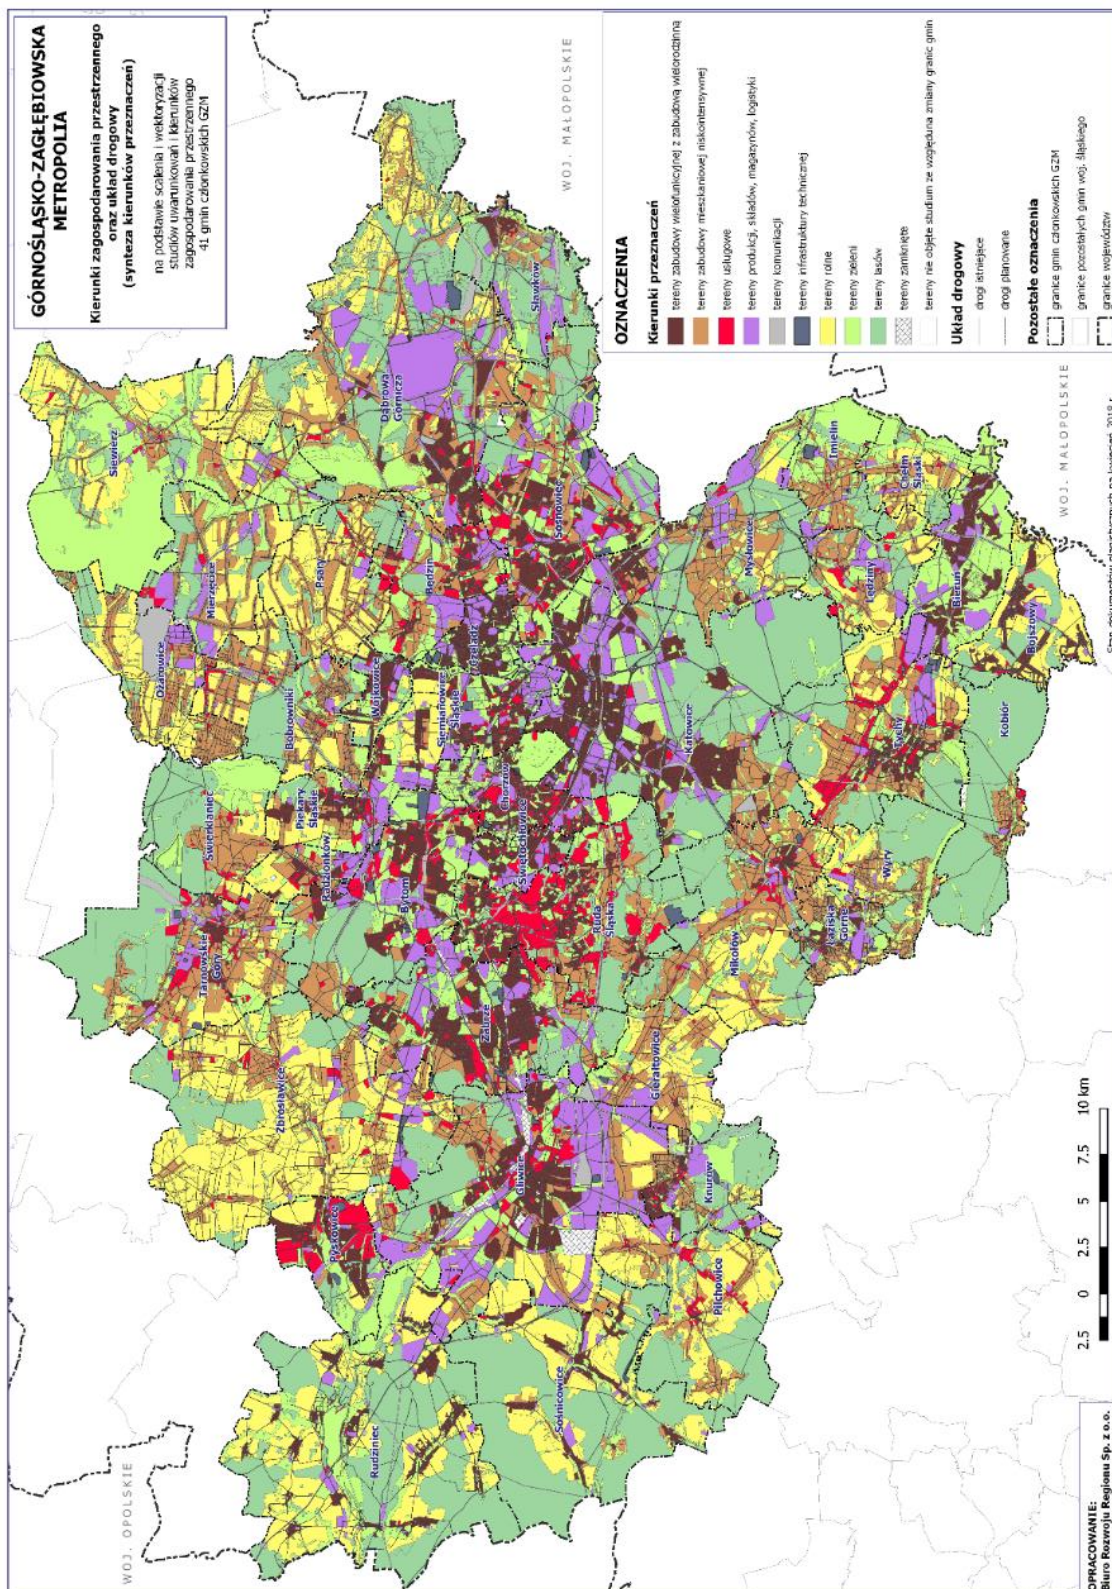 GÓRNOŚLĄSKO-ZAGŁĘBIOWSKA
METROPOLIA
Kierunki zagospodarowania przestrzennego
oraz układ drogowy
(synteza kierunków przeznaczeń)
na podstawie scalenia i wektoryzacji
studiów uwarunkowań i kierunków
zagospodarowania przestrzennego
41 gmin członkowskich GZM
WOJ. OPOLSKIE
WOJ. MAŁOPOLSKIE
WOJ. MAŁOPOLSKIE
Siewierz
Ożarowice
Mierzęcice
Świerklaniec
Tarnowskie
Góry
Zbrosławice
Bobrowniki
Psary
Piekary
Śląskie
Radzionków
Pyskowice
Rudziniec
Wojkowice
Będzin
Dąbrowa
Górnicza
Bytom
Siemianowice
Śląskie
Czeladź
Zabrze
Chorzów
Świętochłowice
Gliwice
Sosnowice
Sławków
Ruda
Śląska
Sośnicowice
Gierałtowice
Katowice
Mysłowice
Knurów
Pilchowice
Mikołów
Imielin
Lędziny
Chełm
Śląski
Łaziska
Górne
Wyry
Tychy
Bieruń
Kobiór
Bojszowy
OZNACZENIA
Kierunki przeznaczeń
tereny zabudowy wielofunkcyjnej z zabudową wielorodzinną
tereny zabudowy mieszkaniowej niskointensywnej
tereny usługowe
tereny produkcji, składów, magazynów, logistyki
tereny komunikacji
tereny infrastruktury technicznej
tereny rolne
tereny zieleni
tereny lasów
tereny zamknięte
tereny nie objęte studium ze względu na zmiany granic gmin
Układ drogowy
drogi istniejące
drogi planowane
Pozostałe oznaczenia
granice gmin członkowskich GZM
granice pozostałych gmin woj. śląskiego
granice województw
2.5 0 2.5 5 7.5 10 km
OPRACOWANIE:
Biuro Rozwoju Regionu Sp. z o.o.